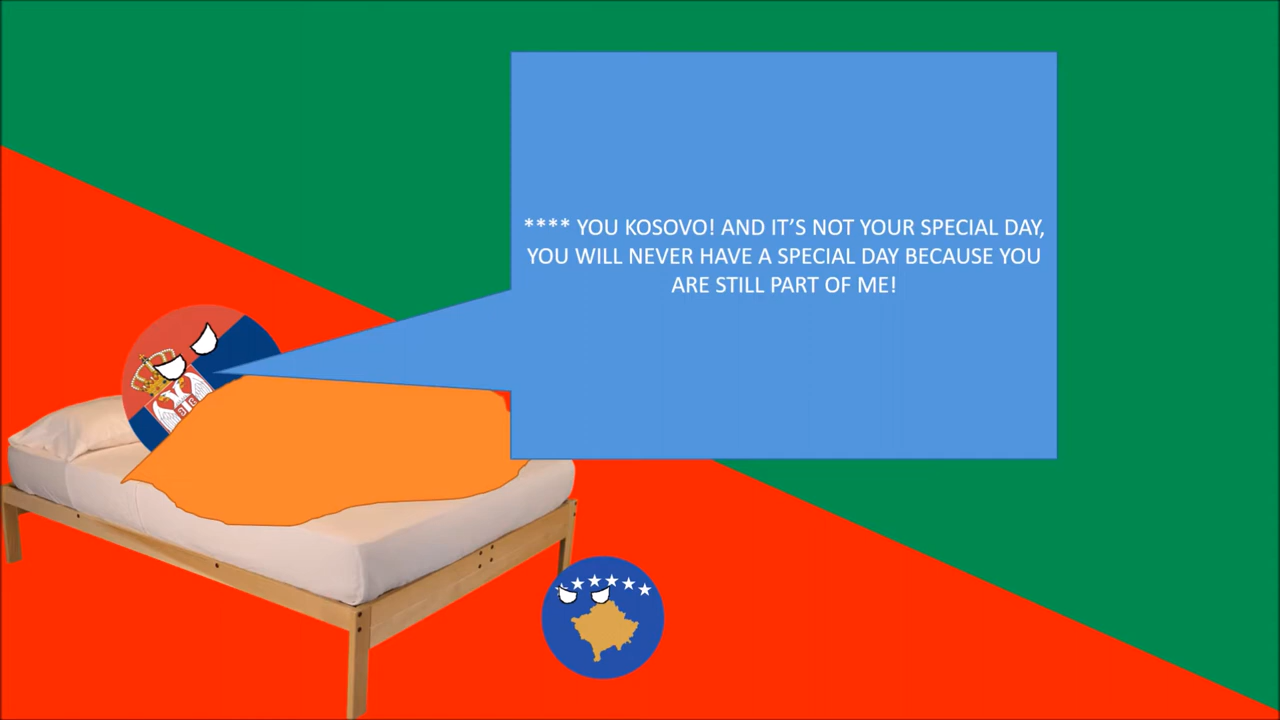 **** YOU KOSOVO! AND IT’S NOT YOUR SPECIAL DAY,
YOU WILL NEVER HAVE A SPECIAL DAY BECAUSE YOU
ARE STILL PART OF ME!